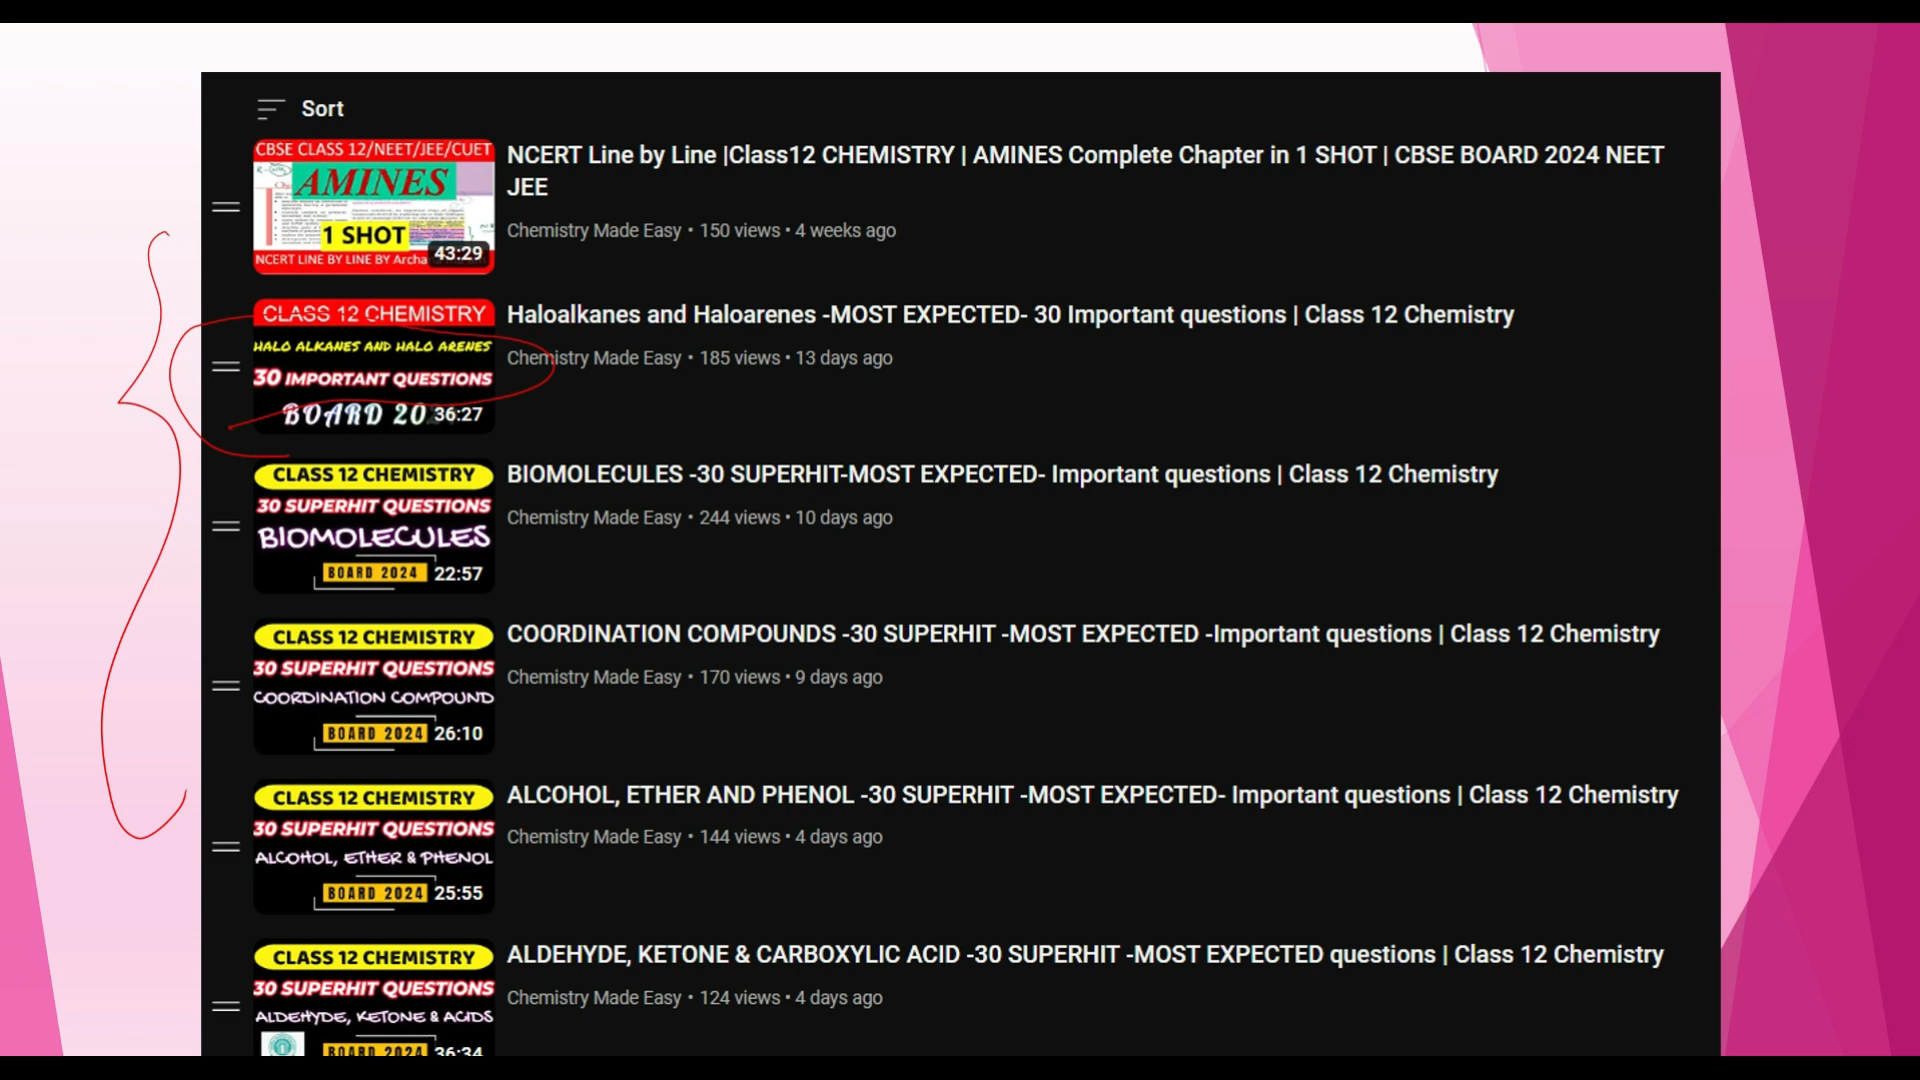 Sort
CBSE CLASS 12/NEET/JEE/CUET
AMINES
1 SHOT
43:29
NCERT LINE BY LINE BY Archa
NCERT Line by Line |Class12 CHEMISTRY | AMINES Complete Chapter in 1 SHOT | CBSE BOARD 2024 NEET
JEE
Chemistry Made Easy • 150 views • 4 weeks ago
CLASS 12 CHEMISTRY
HALO ALKANES AND HALO ARENES
30 IMPORTANT QUESTIONS
BOARD 20 36:27
Haloalkanes and Haloarenes -MOST EXPECTED- 30 Important questions | Class 12 Chemistry
Chemistry Made Easy • 185 views • 13 days ago
CLASS 12 CHEMISTRY
30 SUPERHIT QUESTIONS
BIOMOLECULES
BOARD 2024 22:57
BIOMOLECULES -30 SUPERHIT-MOST EXPECTED- Important questions | Class 12 Chemistry
Chemistry Made Easy • 244 views • 10 days ago
CLASS 12 CHEMISTRY
30 SUPERHIT QUESTIONS
COORDINATION COMPOUND
BOARD 2024 26:10
COORDINATION COMPOUNDS -30 SUPERHIT -MOST EXPECTED -Important questions | Class 12 Chemistry
Chemistry Made Easy • 170 views • 9 days ago
CLASS 12 CHEMISTRY
30 SUPERHIT QUESTIONS
ALCOHOL, ETHER & PHENOL
BOARD 2024 25:55
ALCOHOL, ETHER AND PHENOL -30 SUPERHIT -MOST EXPECTED- Important questions | Class 12 Chemistry
Chemistry Made Easy • 144 views • 4 days ago
CLASS 12 CHEMISTRY
30 SUPERHIT QUESTIONS
ALDEHYDE, KETONE & ACIDS
BOARD 2024 36:34
ALDEHYDE, KETONE & CARBOXYLIC ACID -30 SUPERHIT -MOST EXPECTED questions | Class 12 Chemistry
Chemistry Made Easy • 124 views • 4 days ago